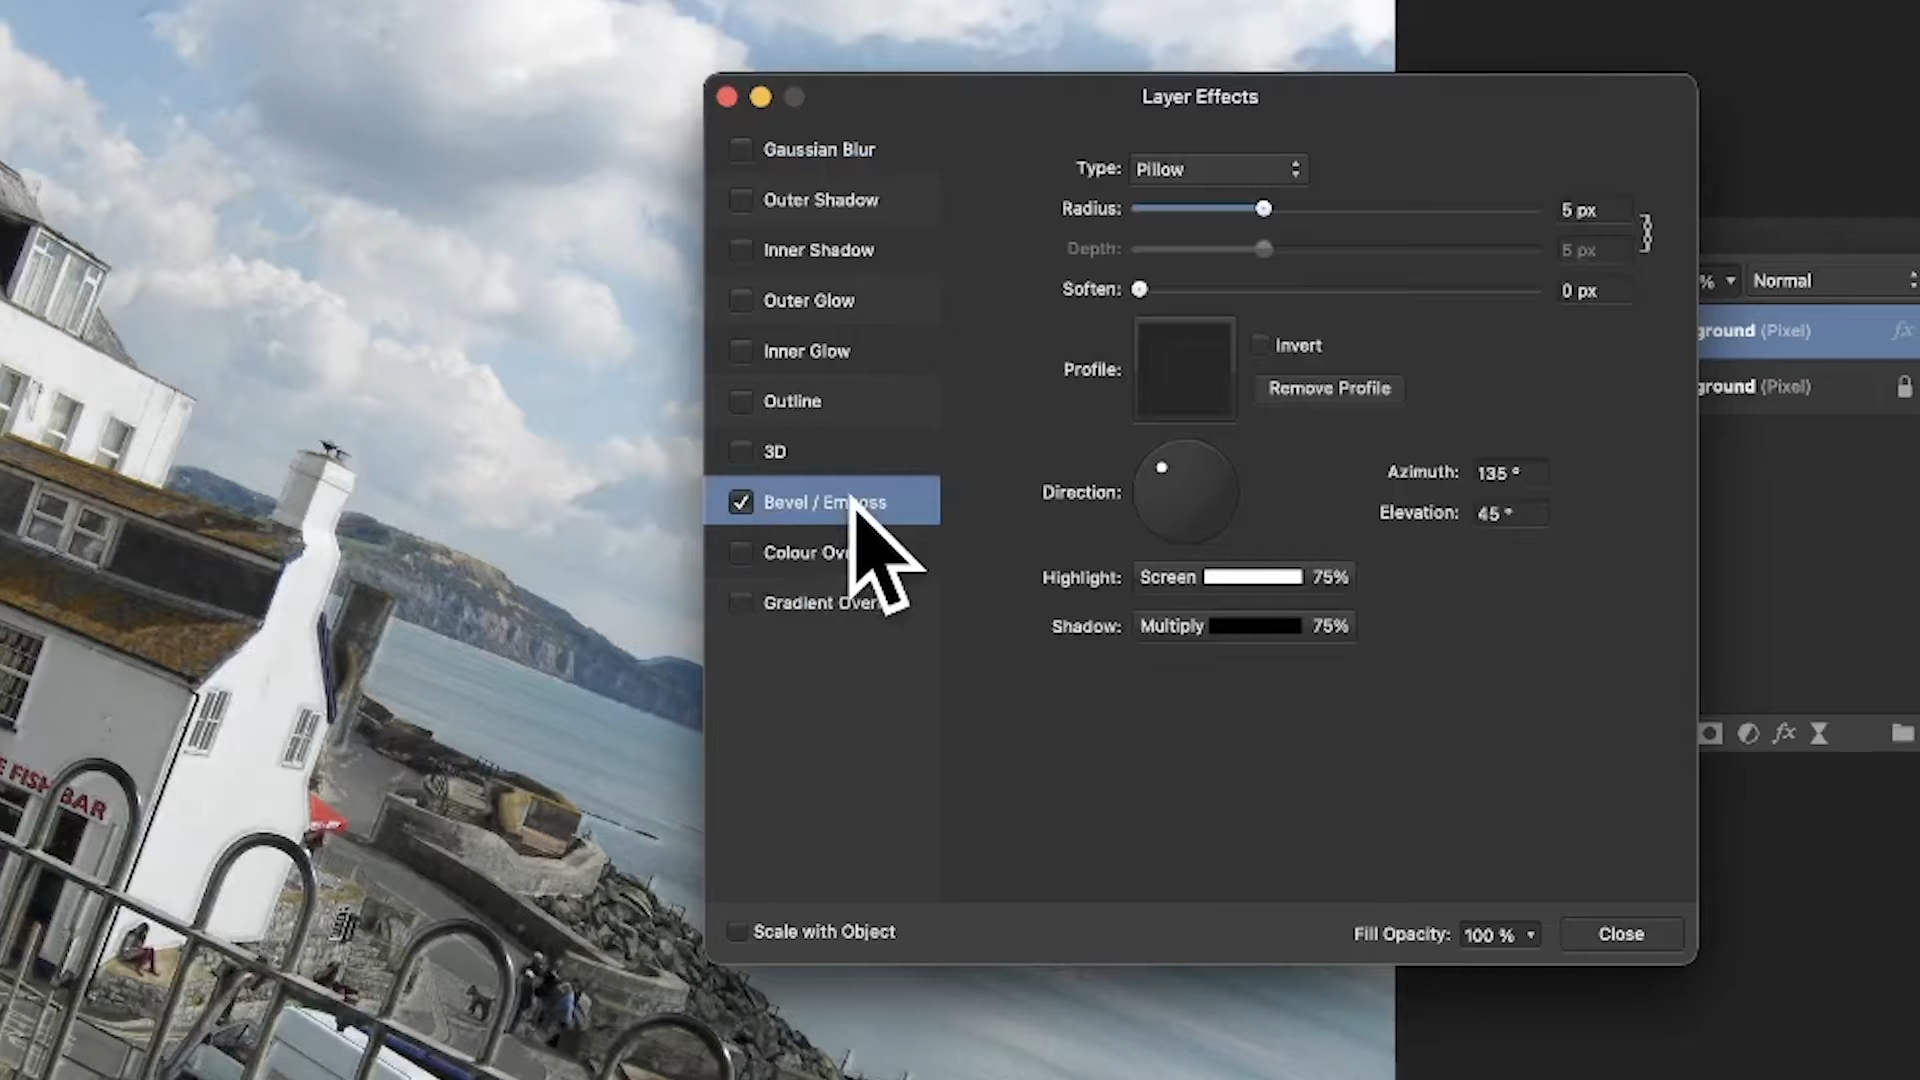 Layer Effects
Gaussian Blur
Outer Shadow
Inner Shadow
Outer Glow
Inner Glow
Outline
3D
Bevel / Emboss
Colour Ov
Gradient Over
Type: Pillow
Radius: 5 px
Depth: 5 px
Soften: 0 px
Profile: Invert
Remove Profile
Direction: Azimuth: 135 °
Elevation: 45 °
Highlight: Screen 75%
Shadow: Multiply 75%
Scale with Object
Fill Opacity: 100 % Close
% Normal
ground (Pixel) fx
ground (Pixel)
fx
E FISH BAR